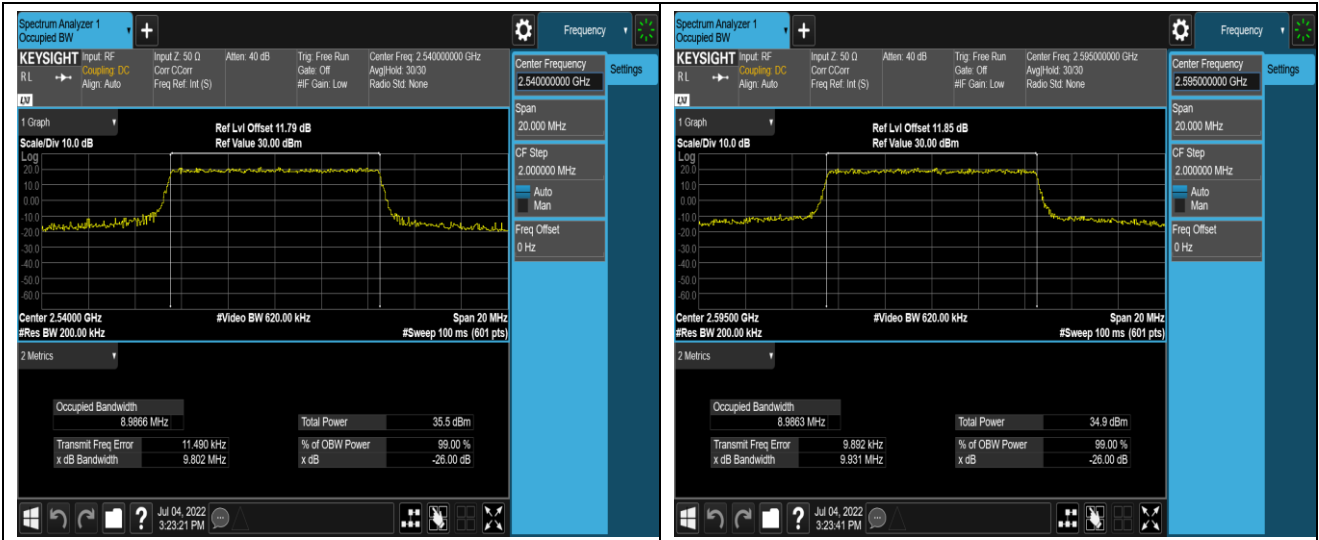 Spectrum Analyzer 1
Occupied BW
+
Frequency
KEYSIGHT Input: RF Input Z: 50 Ω Atten: 40 dB Trig: Free Run Center Freq: 2.540000000 GHz
RL Coupling: DC Corr CCorr Gate: Off Avg|Hold: 30/30
Align: Auto Freq Ref: Int (S) #IF Gain: Low Radio Std: None
LXI
Center Frequency
2.540000000 GHz
Settings
Span
20.000 MHz
CF Step
2.000000 MHz
Auto
Man
Freq Offset
0 Hz
1 Graph
Ref Lvl Offset 11.79 dB
Scale/Div 10.0 dB Ref Value 30.00 dBm
Log
20.0
10.0
0.00
-10.0
-20.0
-30.0
-40.0
-50.0
-60.0
Center 2.54000 GHz #Video BW 620.00 kHz Span 20 MHz
#Res BW 200.00 kHz #Sweep 100 ms (601 pts)
2 Metrics
Occupied Bandwidth
8.9866 MHz Total Power 35.5 dBm
Transmit Freq Error 11.490 kHz % of OBW Power 99.00 %
x dB Bandwidth 9.802 MHz x dB -26.00 dB
? Jul 04, 2022
3:23:21 PM
Spectrum Analyzer 1
Occupied BW
+
Frequency
KEYSIGHT Input: RF Input Z: 50 Ω Atten: 40 dB Trig: Free Run Center Freq: 2.595000000 GHz
RL Coupling: DC Corr CCorr Gate: Off Avg|Hold: 30/30
Align: Auto Freq Ref: Int (S) #IF Gain: Low Radio Std: None
LXI
Center Frequency
2.595000000 GHz
Settings
Span
20.000 MHz
CF Step
2.000000 MHz
Auto
Man
Freq Offset
0 Hz
1 Graph
Ref Lvl Offset 11.85 dB
Scale/Div 10.0 dB Ref Value 30.00 dBm
Log
20.0
10.0
0.00
-10.0
-20.0
-30.0
-40.0
-50.0
-60.0
Center 2.59500 GHz #Video BW 620.00 kHz Span 20 MHz
#Res BW 200.00 kHz #Sweep 100 ms (601 pts)
2 Metrics
Occupied Bandwidth
8.9863 MHz Total Power 34.9 dBm
Transmit Freq Error 9.892 kHz % of OBW Power 99.00 %
x dB Bandwidth 9.931 MHz x dB -26.00 dB
? Jul 04, 2022
3:23:41 PM